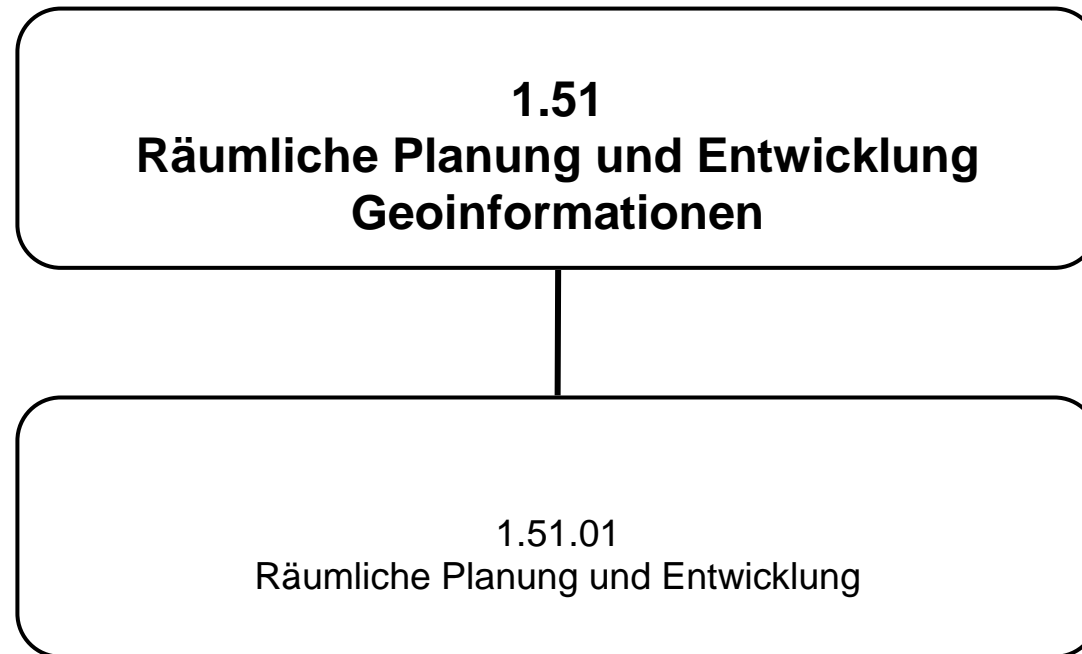 1.51
Räumliche Planung und Entwicklung
Geoinformationen
1.51.01
Räumliche Planung und Entwicklung